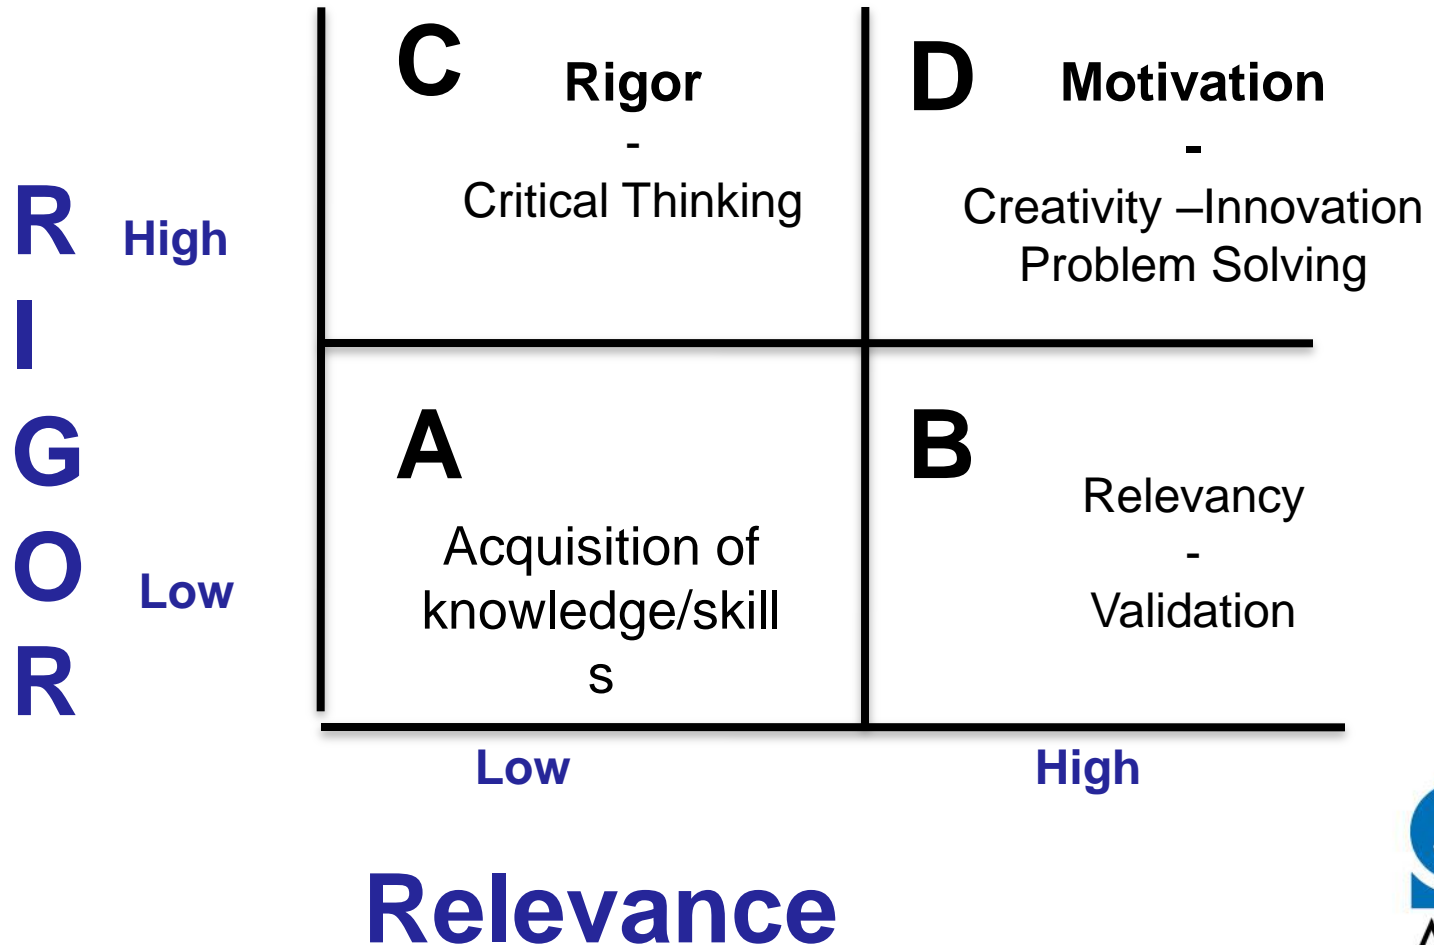 C
Rigor
-
Critical Thinking
D
Motivation
-
Creativity –Innovation
Problem Solving
R
I
G
O
R
High
Low
A
Acquisition of
knowledge/skill
s
B
Relevancy
-
Validation
Low
High
Relevance